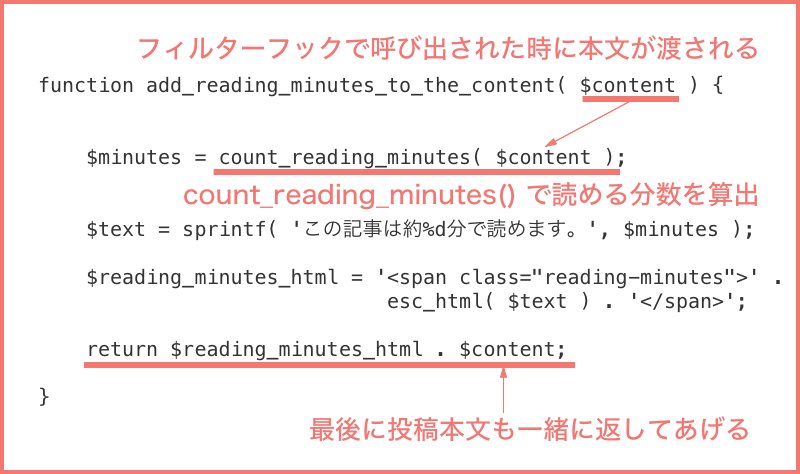 フィルターフックで呼び出された時に本文が渡される
function add_reading_minutes_to_the_content( $content ) {
$minutes = count_reading_minutes( $content );
count_reading_minutes() で読める分数を算出
$text = sprintf( 'この記事は約%d分で読めます。', $minutes );
$reading_minutes_html = '<span class="reading-minutes">' .
esc_html( $text ) . '</span>';
return $reading_minutes_html . $content;
}
最後に投稿本文も一緒に返してあげる